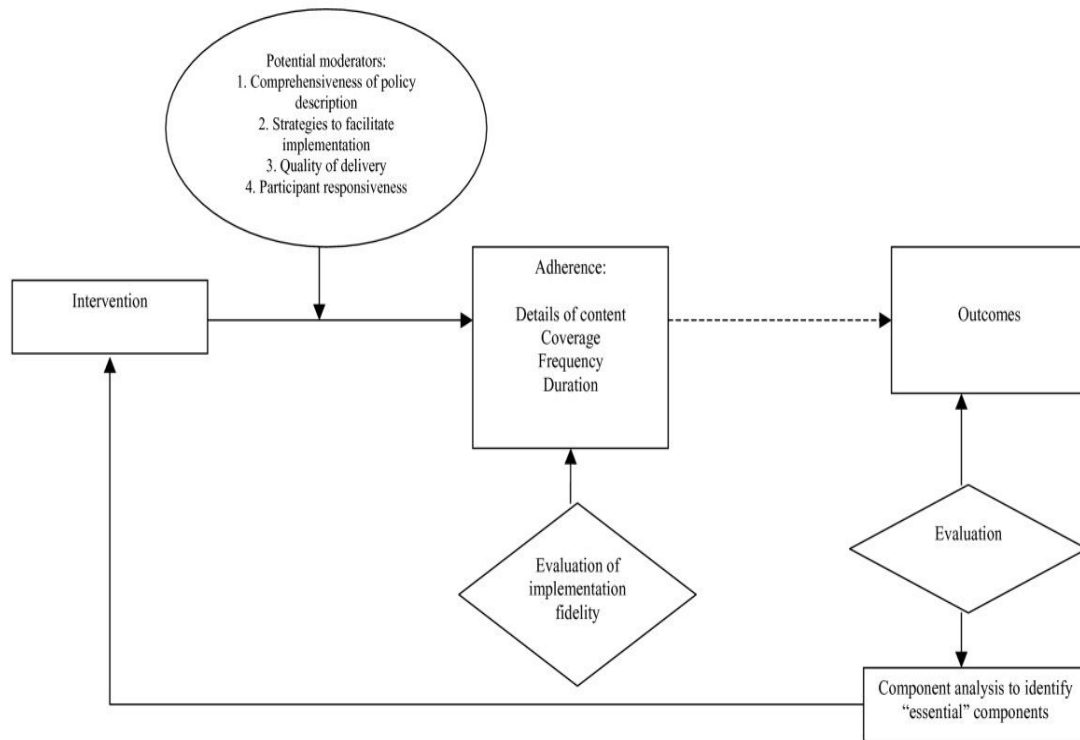 Potential moderators:
1. Comprehensiveness of policy
description
2. Strategies to facilitate
implementation
3. Quality of delivery
4. Participant responsiveness
Intervention
Adherence:
Details of content
Coverage
Frequency
Duration
Outcomes
Evaluation of
implementation
fidelity
Evaluation
Component analysis to identify
“essential” components